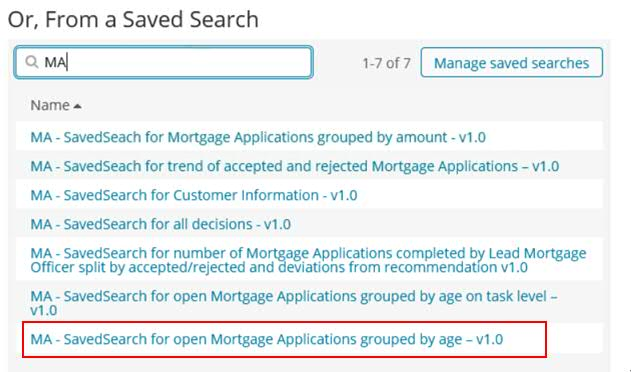 Or, From a Saved Search
MA
1-7 of 7
Manage saved searches
Name
MA - SavedSeach for Mortgage Applications grouped by amount - v1.0
MA - SavedSearch for trend of accepted and rejected Mortgage Applications – v1.0
MA - SavedSearch for Customer Information - v1.0
MA - SavedSearch for all decisions - v1.0
MA - SavedSearch for number of Mortgage Applications completed by Lead Mortgage
Officer split by accepted/rejected and deviations from recommendation v1.0
MA - SavedSearch for open Mortgage Applications grouped by age on task level –
v1.0
MA - SavedSearch for open Mortgage Applications grouped by age – v1.0